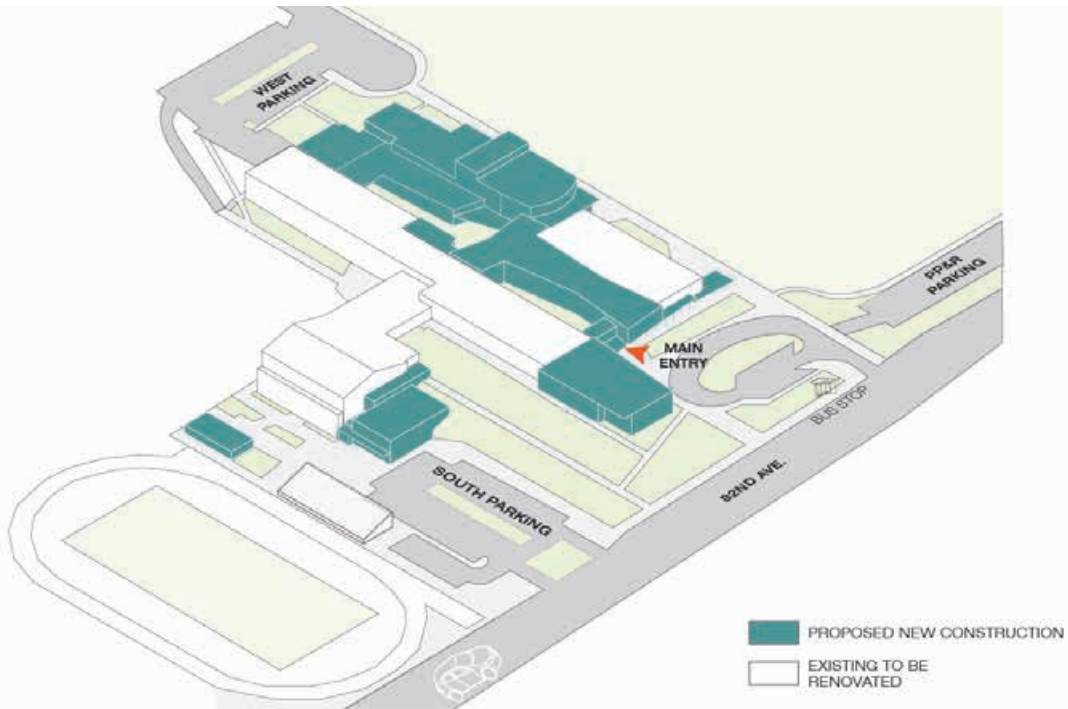 WEST
PARKING
PP&R
PARKING
MAIN
ENTRY
BUS STOP
82ND AVE.
SOUTH PARKING
PROPOSED NEW CONSTRUCTION
EXISTING TO BE
RENOVATED